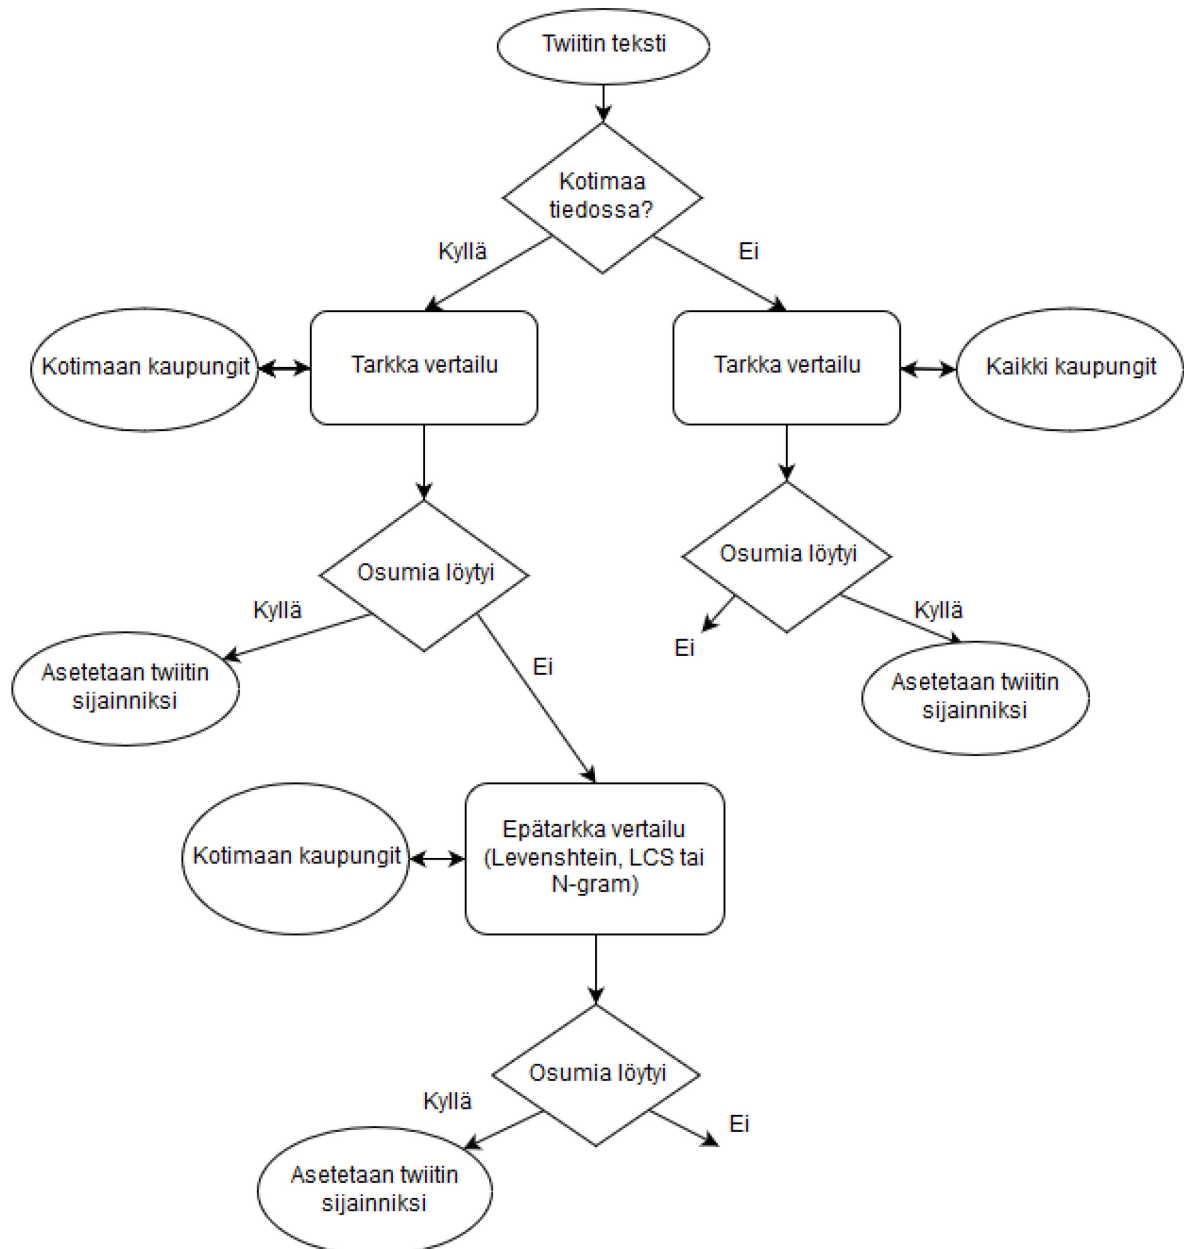 Twiitin teksti
Kotimaa
tiedossa?
Kyllä
Ei
Kotimaan kaupungit
Tarkka vertailu
Tarkka vertailu
Kaikki kaupungit
Osumia löytyi
Osumia löytyi
Kyllä
Ei
Kyllä
Ei
Asetetaan twiitin
sijainniksi
Asetetaan twiitin
sijainniksi
Kotimaan kaupungit
Epätarkka vertailu
(Levenshtein, LCS tai
N-gram)
Osumia löytyi
Kyllä
Ei
Asetetaan twiitin
sijainniksi